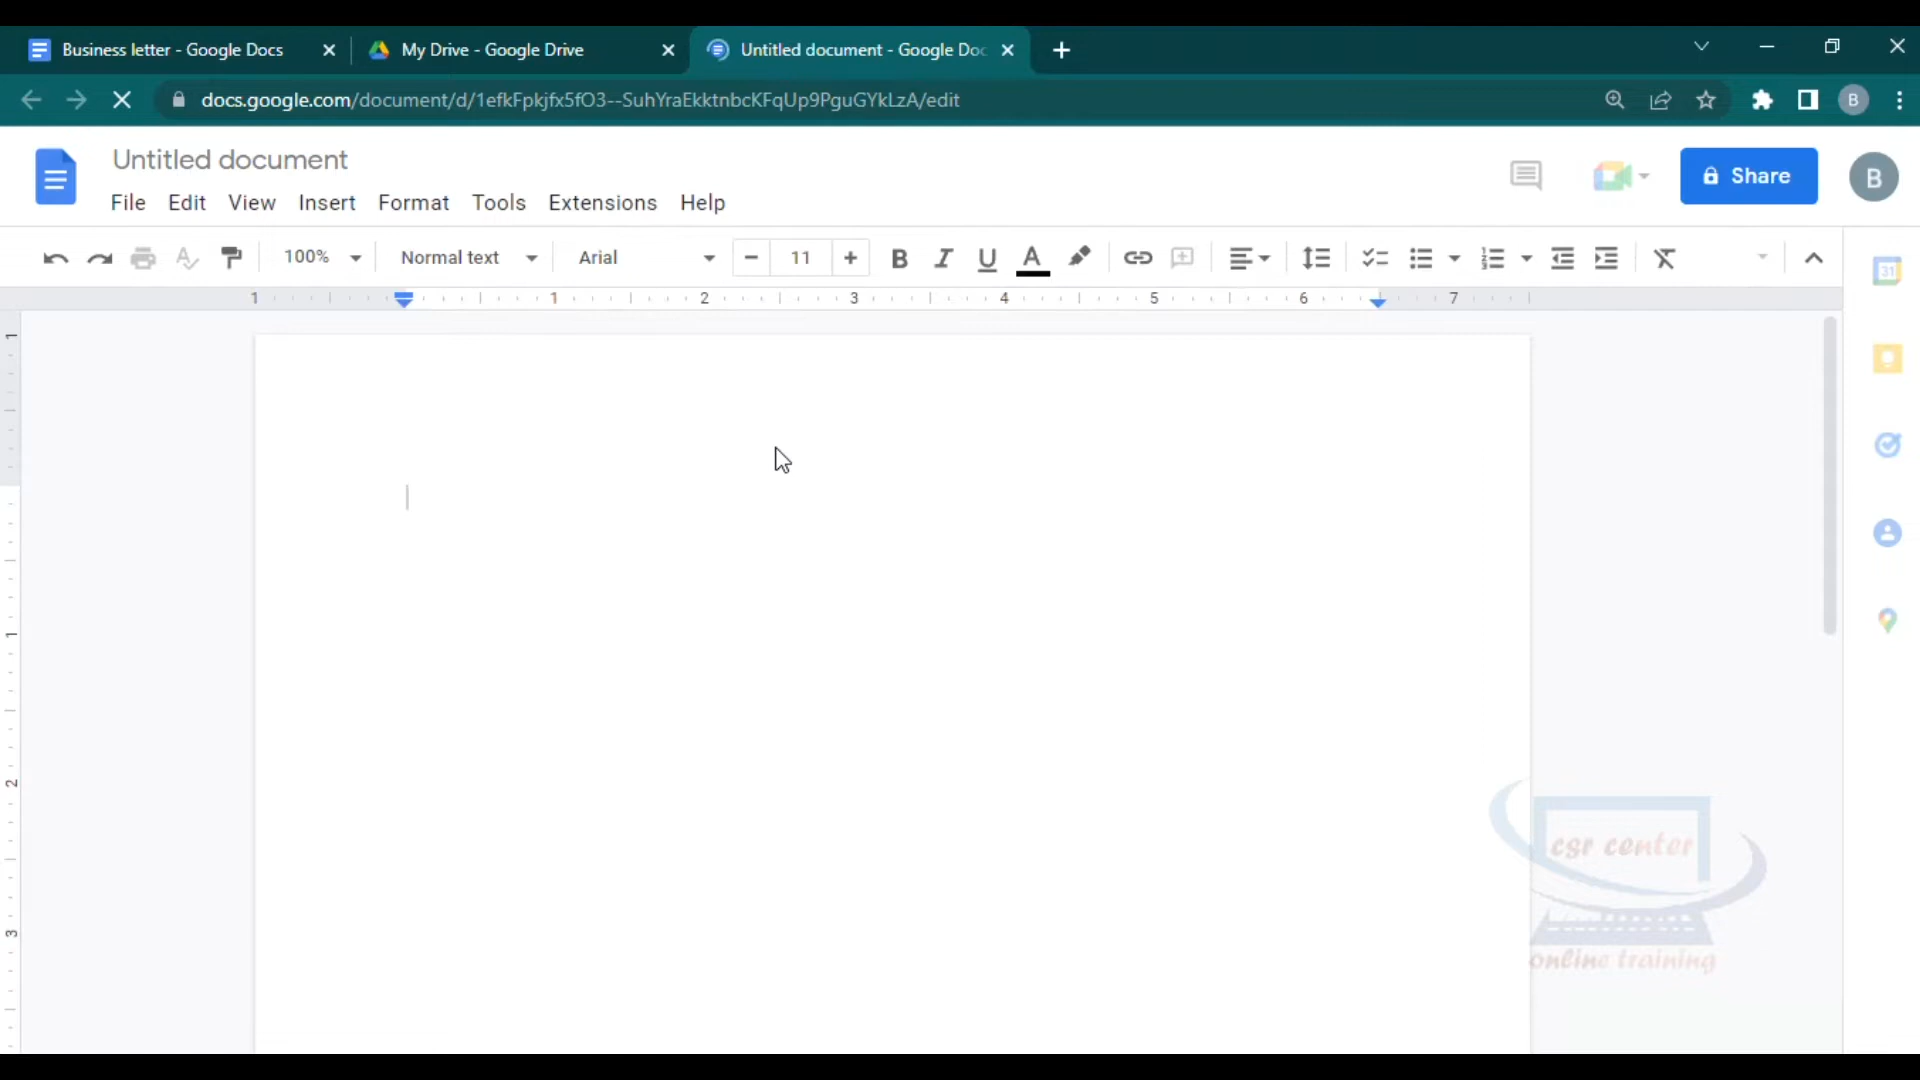 Business letter - Google Docs
My Drive - Google Drive
Untitled document - Google Doc
docs.google.com/document/d/1efkFpkjfx5fO3--SuhYraEkktnbcKFqUp9PguGYkLzA/edit
B
Untitled document
Share
B
File Edit View Insert Format Tools Extensions Help
100% Normal text Arial 11 B I U A
31
1 1 2 3 4 5 6 7
1
1
2
3
csr center
online training